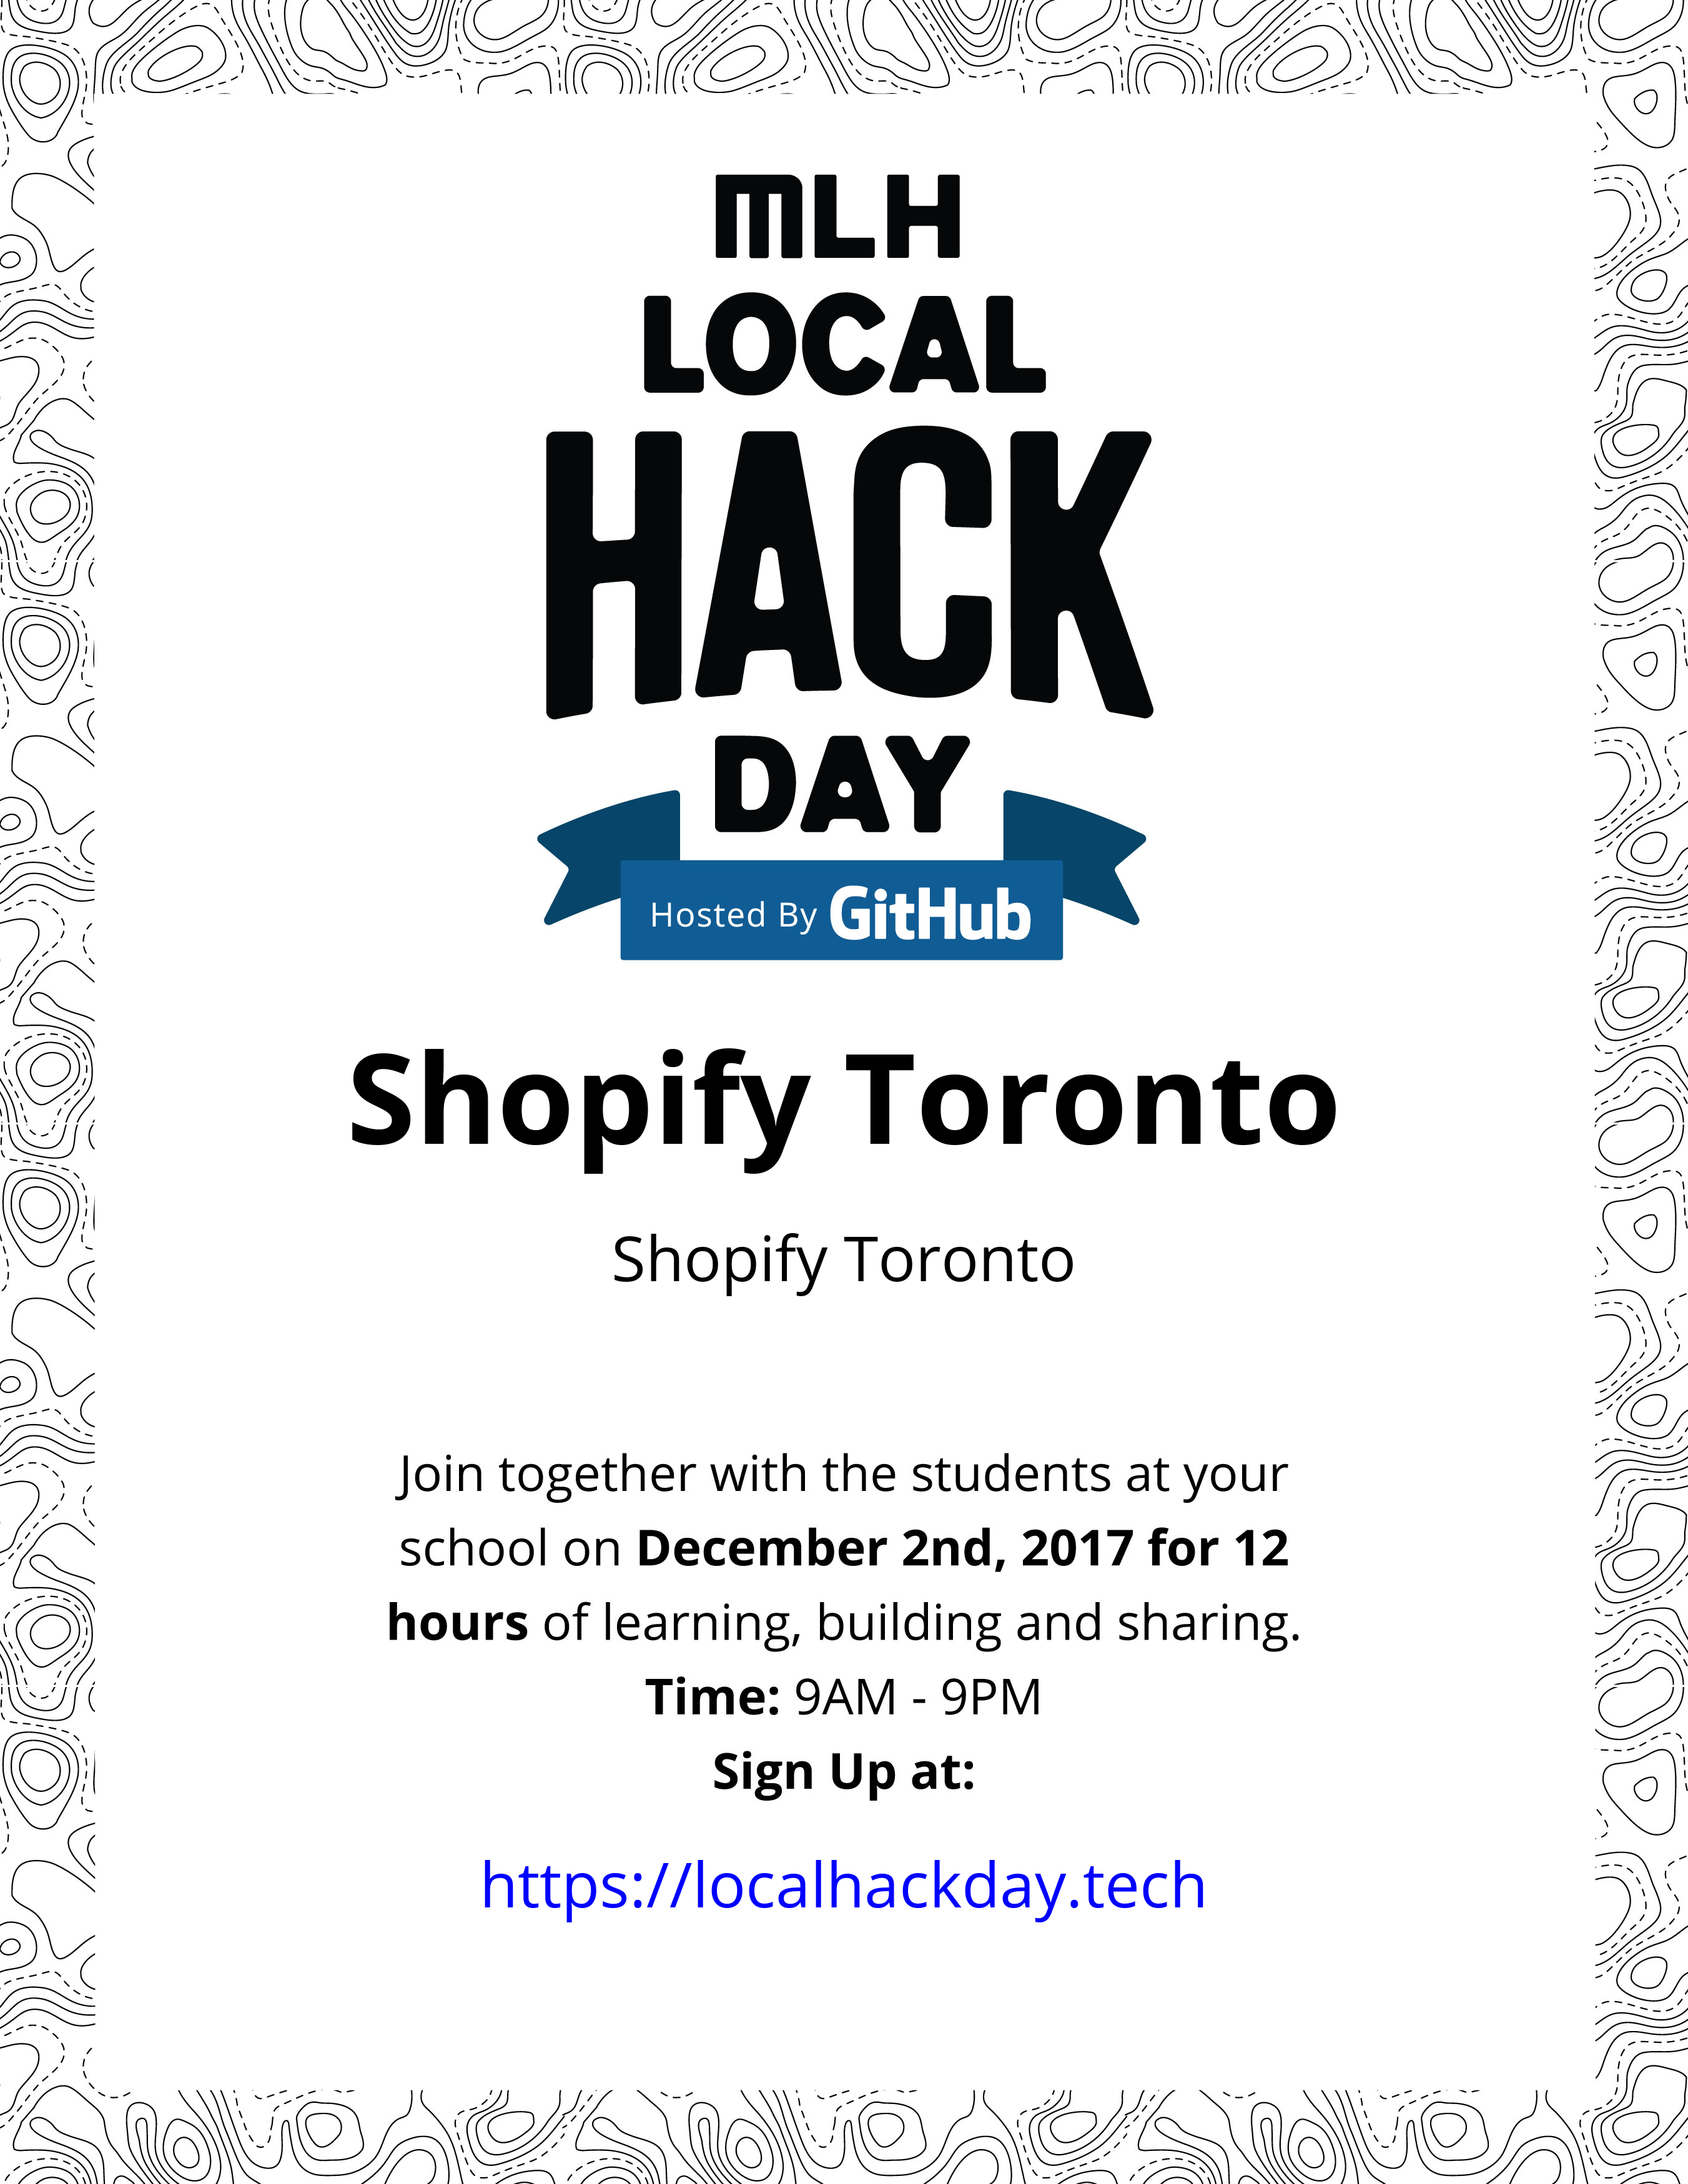 MLH
LOCAL
HACK
DAY
Hosted By GitHub
Shopify Toronto
Shopify Toronto
Join together with the students at your
school on December 2nd, 2017 for 12
hours of learning, building and sharing.
Time: 9AM - 9PM
Sign Up at:
https://localhackday.tech